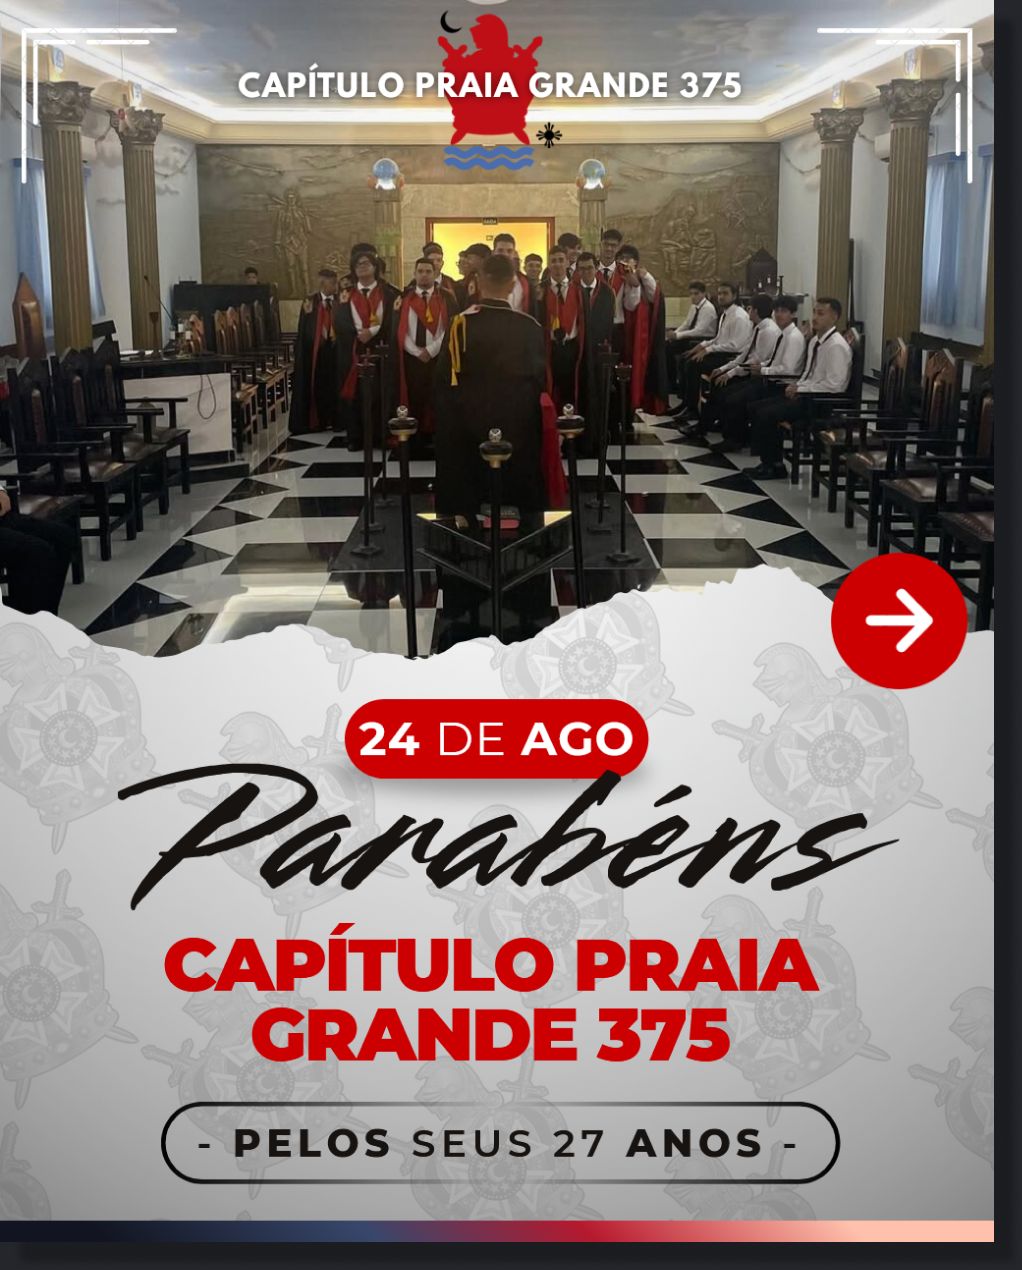 CAPÍTULO PRAIA GRANDE 375
24 DE AGO
Parabéns
CAPÍTULO PRAIA
GRANDE 375
- PELOS SEUS 27 ANOS -